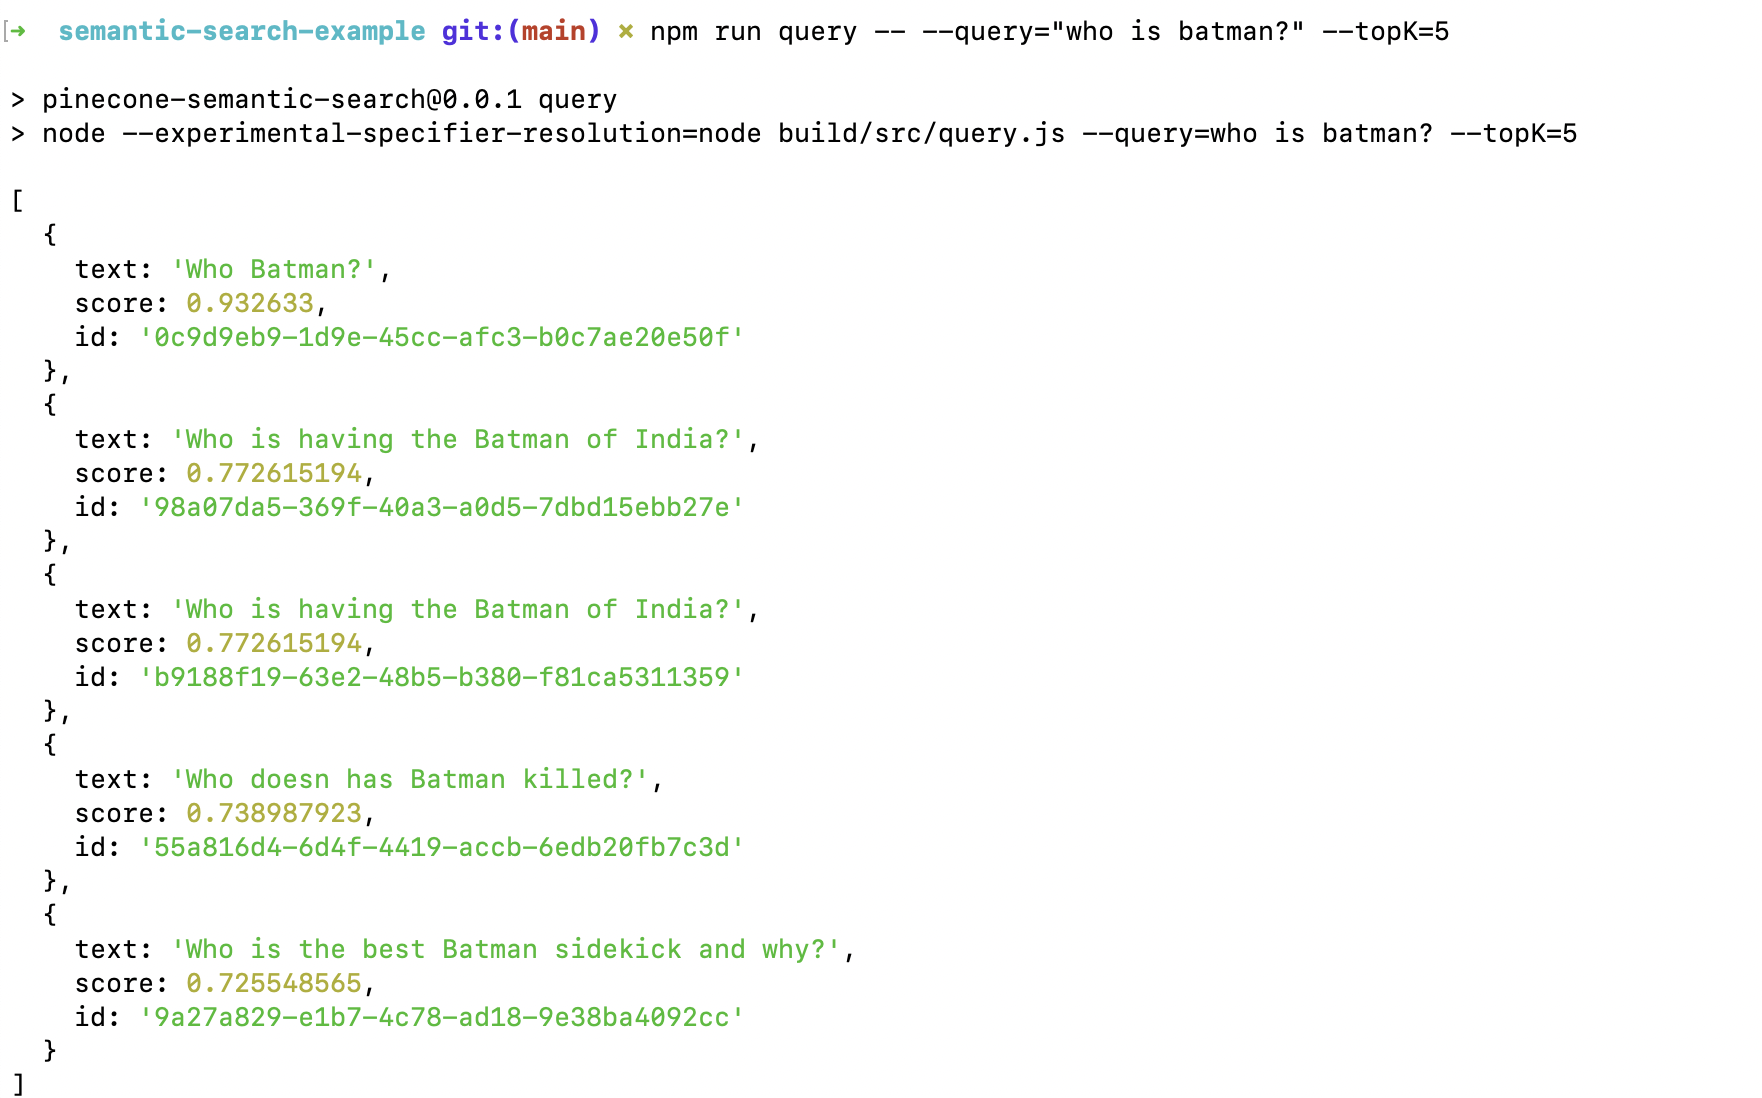 [➜  semantic-search-example git:(main) ✗ npm run query -- --query="who is batman?" --topK=5

> pinecone-semantic-search@0.0.1 query
> node --experimental-specifier-resolution=node build/src/query.js --query=who is batman? --topK=5

[
  {
    text: 'Who Batman?',
    score: 0.932633,
    id: '0c9d9eb9-1d9e-45cc-afc3-b0c7ae20e50f'
  },
  {
    text: 'Who is having the Batman of India?',
    score: 0.772615194,
    id: '98a07da5-369f-40a3-a0d5-7dbd15ebb27e'
  },
  {
    text: 'Who is having the Batman of India?',
    score: 0.772615194,
    id: 'b9188f19-63e2-48b5-b380-f81ca5311359'
  },
  {
    text: 'Who doesn has Batman killed?',
    score: 0.738987923,
    id: '55a816d4-6d4f-4419-accb-6edb20fb7c3d'
  },
  {
    text: 'Who is the best Batman sidekick and why?',
    score: 0.725548565,
    id: '9a27a829-e1b7-4c78-ad18-9e38ba4092cc'
  }
]